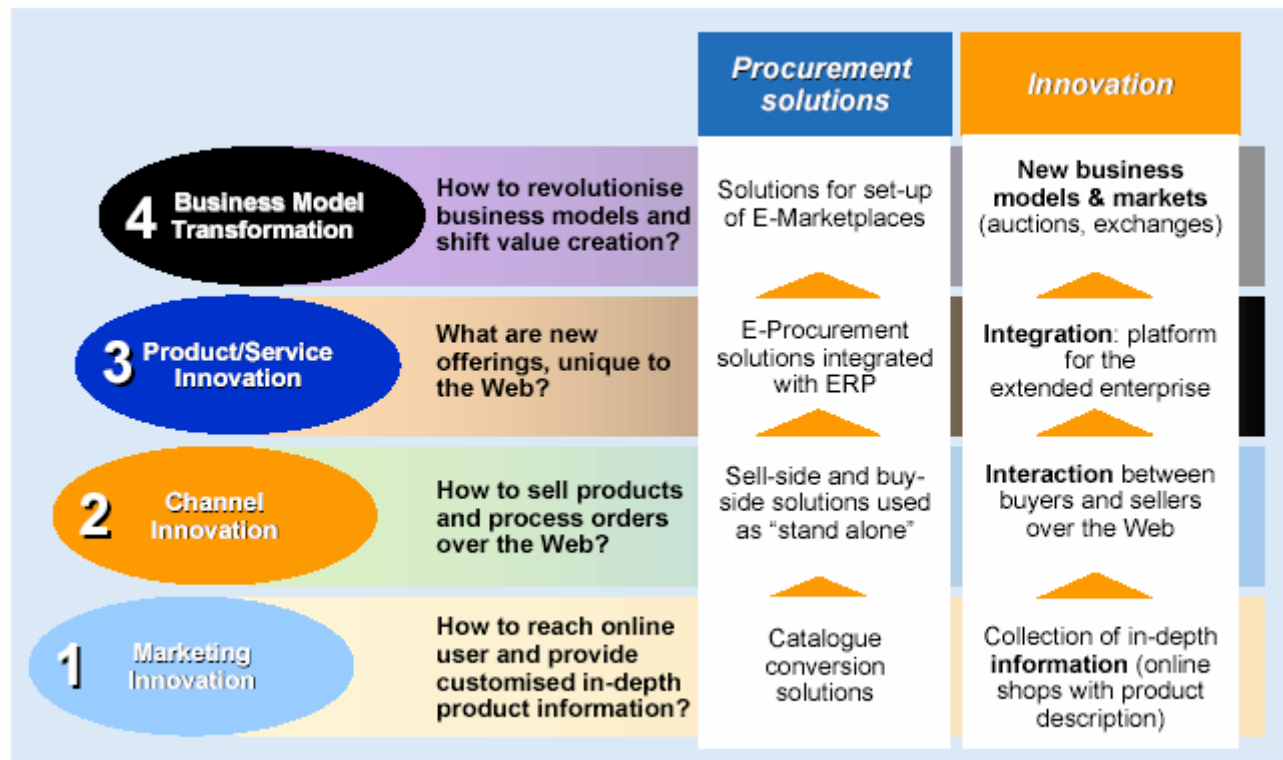 Procurement
solutions
Innovation
4
Business Model
Transformation
How to revolutionise
business models and
shift value creation?
Solutions for set-up
of E-Marketplaces
New business
models & markets
(auctions, exchanges)
3
Product/Service
Innovation
What are new
offerings, unique to
the Web?
E-Procurement
solutions integrated
with ERP
Integration: platform
for the
extended enterprise
2
Channel
Innovation
How to sell products
and process orders
over the Web?
Sell-side and buy-
side solutions used
as “stand alone”
Interaction between
buyers and sellers
over the Web
1
Marketing
Innovation
How to reach online
user and provide
customised in-depth
product information?
Catalogue
conversion
solutions
Collection of in-depth
information (online
shops with product
description)